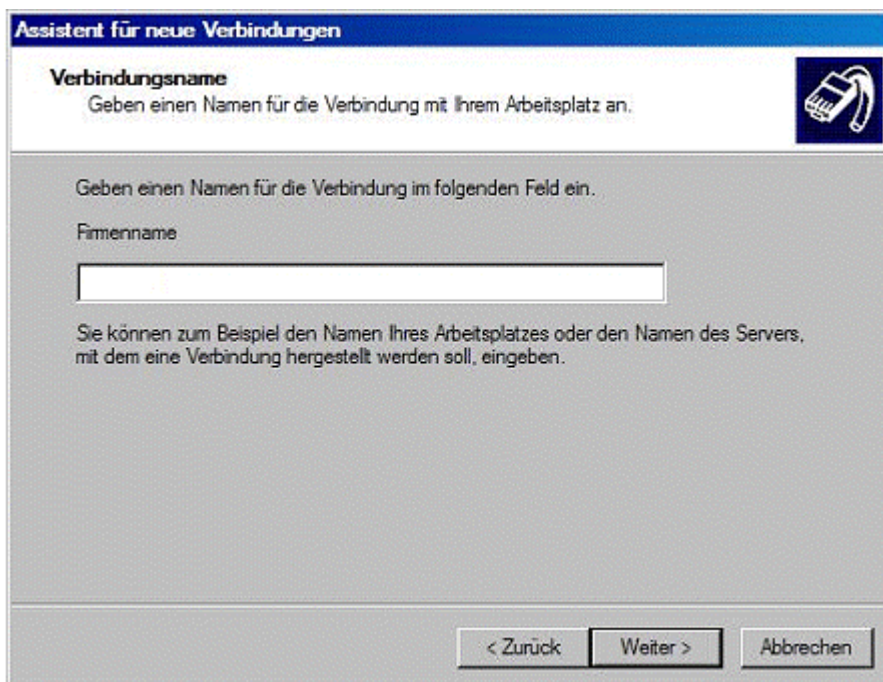 Assistent für neue Verbindungen
Verbindungsname
Geben einen Namen für die Verbindung mit Ihrem Arbeitsplatz an.
Geben einen Namen für die Verbindung im folgenden Feld ein.
Firmenname
Sie können zum Beispiel den Namen Ihres Arbeitsplatzes oder den Namen des Servers,
mit dem eine Verbindung hergestellt werden soll, eingeben.
< Zurück Weiter > Abbrechen